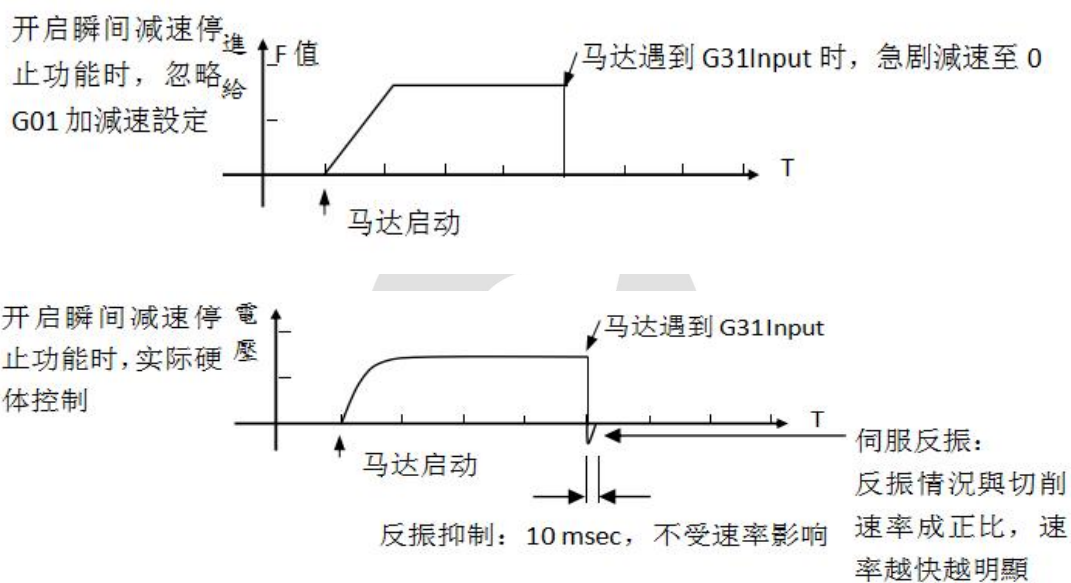 开启瞬间减速停
止功能时，忽略
G01 加減速設定
進
给
F 值
马达遇到 G31Input 时，急剧減速至 0
T
马达启动
开启瞬间减速停
止功能时，实际硬
体控制
電
壓
马达遇到 G31Input
T
马达启动
伺服反振：
反振情況與切削
速率成正比，速
率越快越明顯
反振抑制：10 msec，不受速率影响